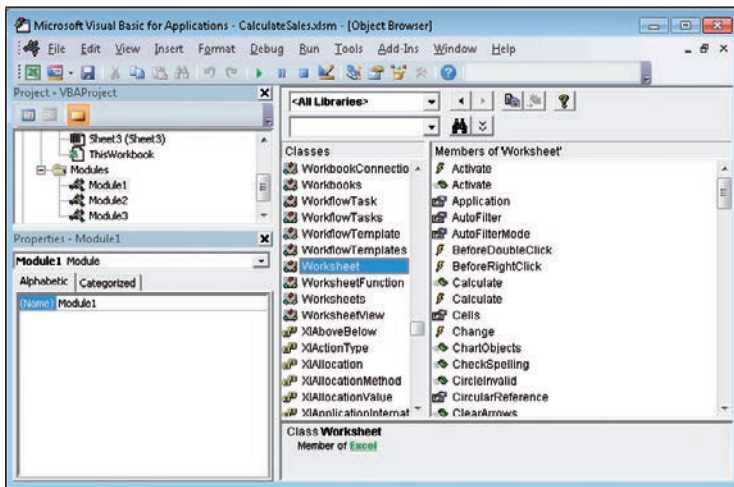 Microsoft Visual Basic for Applications - CalculateSales.xlsm - [Object Browser]
File Edit View Insert Format Debug Run Tools Add-Ins Window Help
Project - VBAProject
Sheet3 (Sheet3)
ThisWorkbook
Modules
Module1
Module2
Module3
Properties - Module1
Module1 Module
Alphabetic Categorized
(Name) Module1
<All Libraries>
Classes
WorkbookConnectio
Workbooks
WorkflowTask
WorkflowTasks
WorkflowTemplate
WorkflowTemplates
Worksheet
WorksheetFunction
Worksheets
WorksheetView
XlAboveBelow
XlActionType
XlAllocation
XlAllocationMethod
XlAllocationValue
XlApplicationInternat
Members of 'Worksheet'
Activate
Activate
Application
AutoFilter
AutoFilterMode
BeforeDoubleClick
BeforeRightClick
Calculate
Calculate
Cells
Change
ChartObjects
CheckSpelling
CircleInvalid
CircularReference
ClearArrows
Class Worksheet
Member of Excel